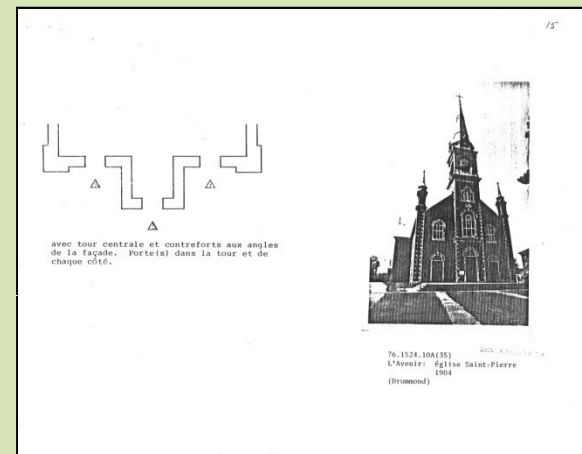 15
avec tour centrale et contreforts aux angles
de la façade. Porte(s) dans la tour et de
chaque côté.
76.1524.10A(35)
L'Avenir: église Saint-Pierre
1904
(Drummond)